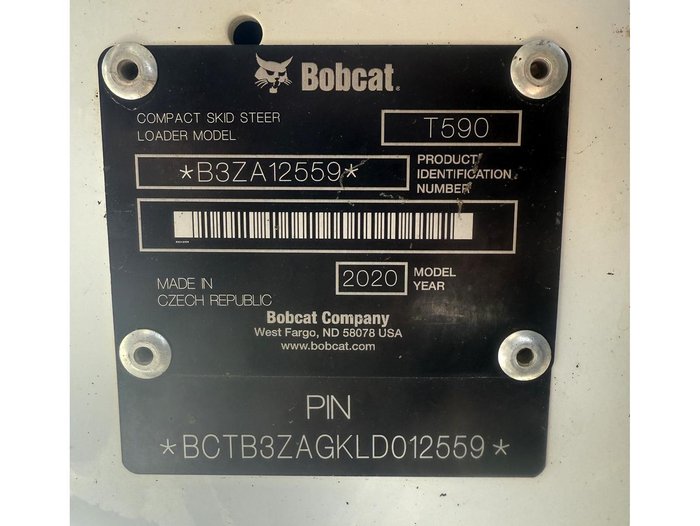 Bobcat
COMPACT SKID STEER
LOADER MODEL
T590
*B3ZA12559*
PRODUCT
IDENTIFICATION
NUMBER
MADE IN
CZECH REPUBLIC
2020
MODEL
YEAR
Bobcat Company
West Fargo, ND 58078 USA
www.bobcat.com
PIN
*BCTB3ZAGKLD012559*